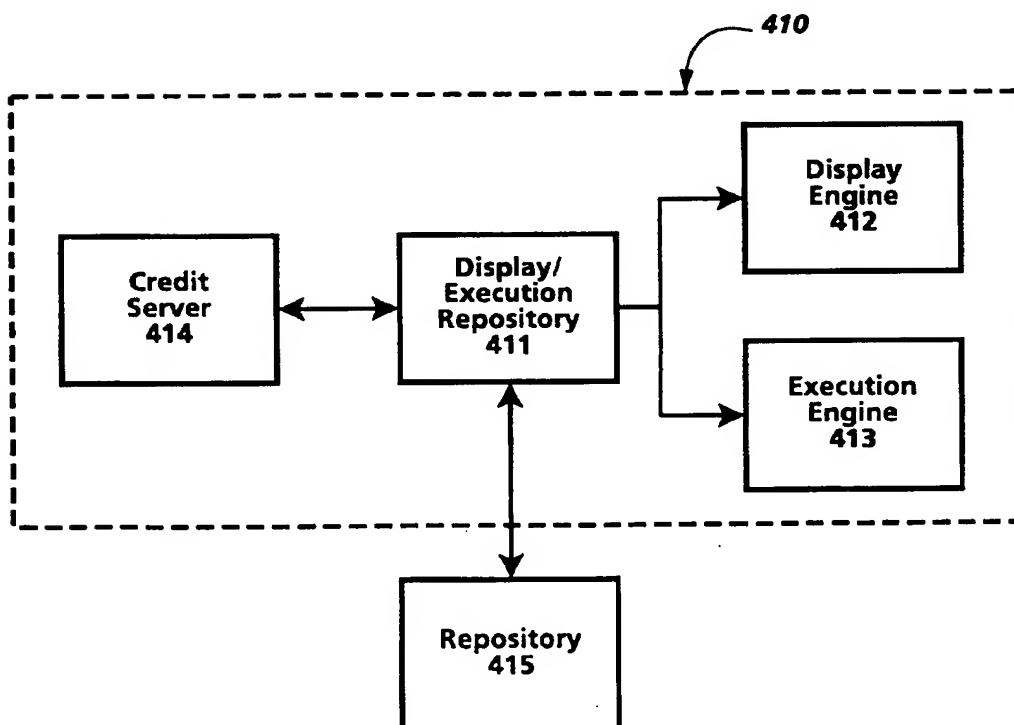 410
Display
Engine
412
Credit
Server
414
Display/
Execution
Repository
411
Execution
Engine
413
Repository
415